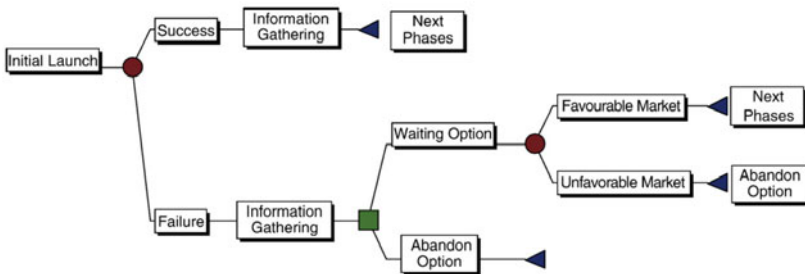 Initial Launch
Success
Information
Gathering
Next
Phases
Failure
Information
Gathering
Waiting Option
Favourable Market
Next
Phases
Unfavorable Market
Abandon
Option
Abandon
Option